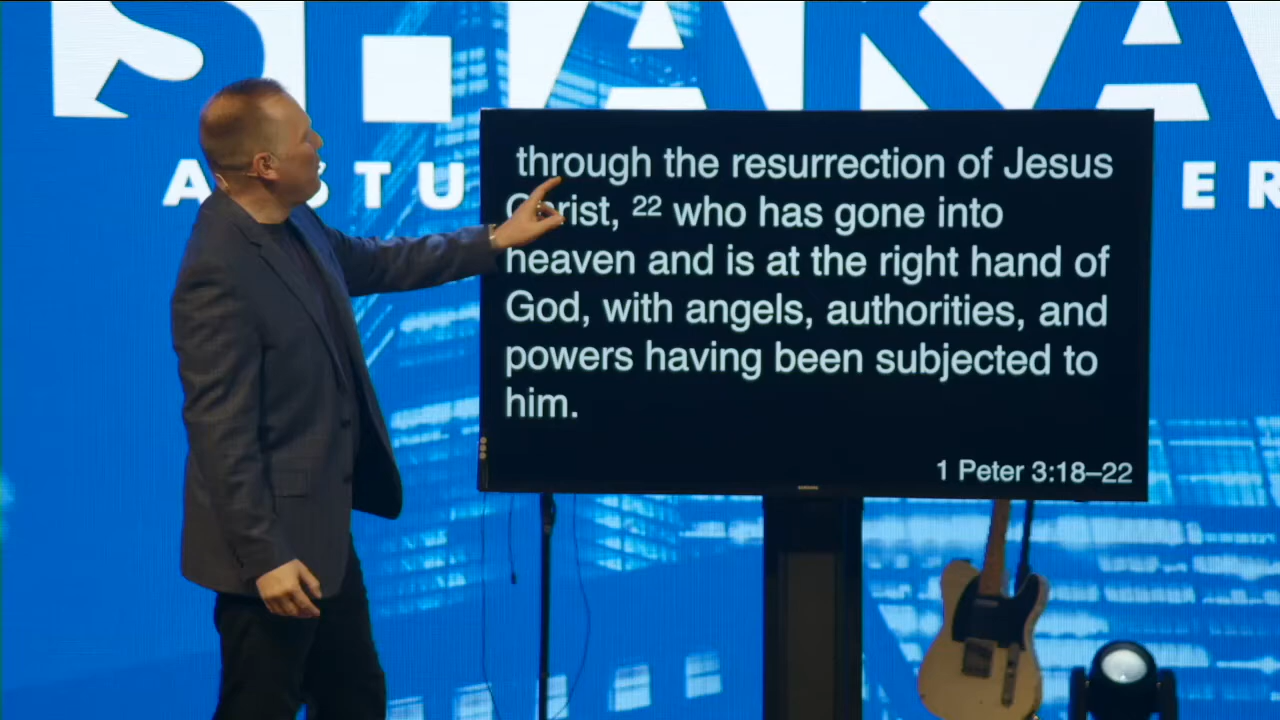 through the resurrection of Jesus
Christ, 22 who has gone into
heaven and is at the right hand of
God, with angels, authorities, and
powers having been subjected to
him.
1 Peter 3:18–22